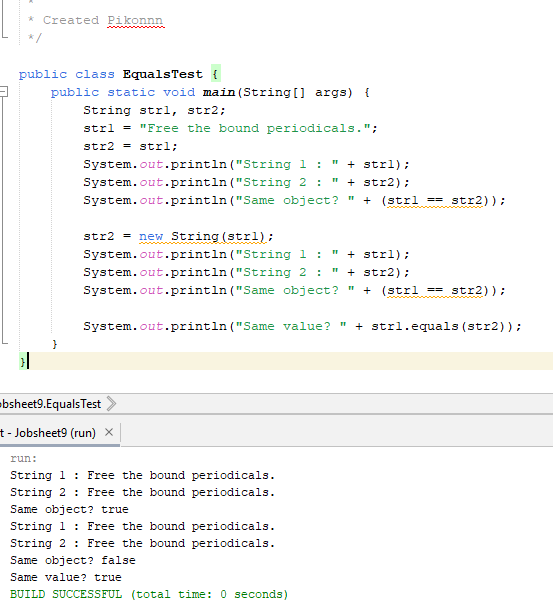 *
* Created Pikonnn
*/
public class EqualsTest {
public static void main(String[] args) {
String str1, str2;
str1 = "Free the bound periodicals.";
str2 = str1;
System.out.println("String 1 : " + str1);
System.out.println("String 2 : " + str2);
System.out.println("Same object? " + (str1 == str2));
str2 = new String(str1);
System.out.println("String 1 : " + str1);
System.out.println("String 2 : " + str2);
System.out.println("Same object? " + (str1 == str2));
System.out.println("Same value? " + str1.equals(str2));
}
}
obsheet9.EqualsTest
t - Jobsheet9 (run) ×
run:
String 1 : Free the bound periodicals.
String 2 : Free the bound periodicals.
Same object? true
String 1 : Free the bound periodicals.
String 2 : Free the bound periodicals.
Same object? false
Same value? true
BUILD SUCCESSFUL (total time: 0 seconds)